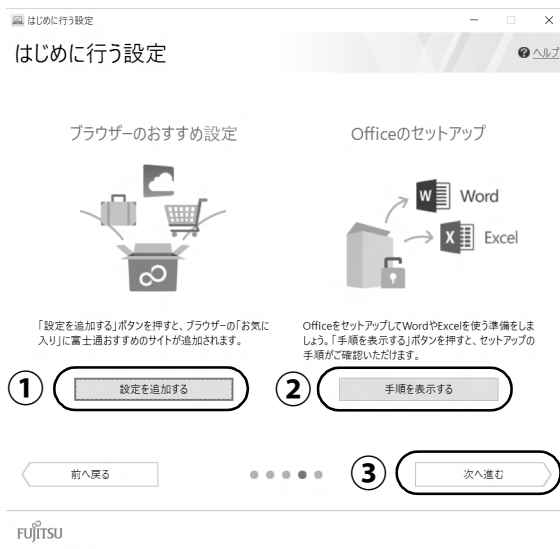 はじめに行う設定
はじめに行う設定
ヘルプ
ブラウザーのおすすめ設定
Officeのセットアップ
W
Word
X
Excel
「設定を追加する」ボタンを押すと、ブラウザーの「お気に
入り」に富士通おすすめのサイトが追加されます。
OfficeをセットアップしてWordやExcelを使う準備をしま
しょう。「手順を表示する」ボタンを押すと、セットアップの
手順がご確認いただけます。
① 設定を追加する
② 手順を表示する
前へ戻る
③ 次へ進む
FUJITSU